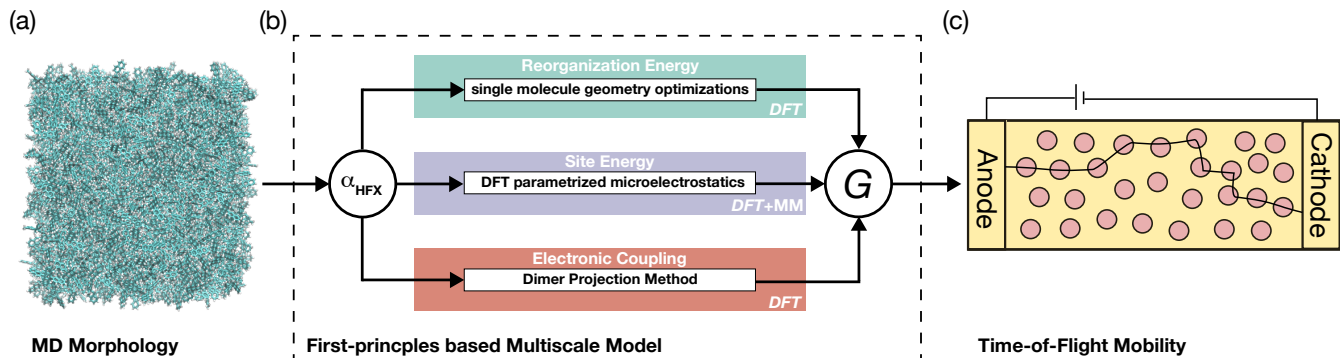 (a)
(b)
(c)
Reorganization Energy
single molecule geometry optimizations
DFT
Site Energy
αHFX
DFT parametrized microelectrostatics
G
DFT+MM
Electronic Coupling
Dimer Projection Method
DFT
Anode
Cathode
MD Morphology
First-princples based Multiscale Model
Time-of-Flight Mobility